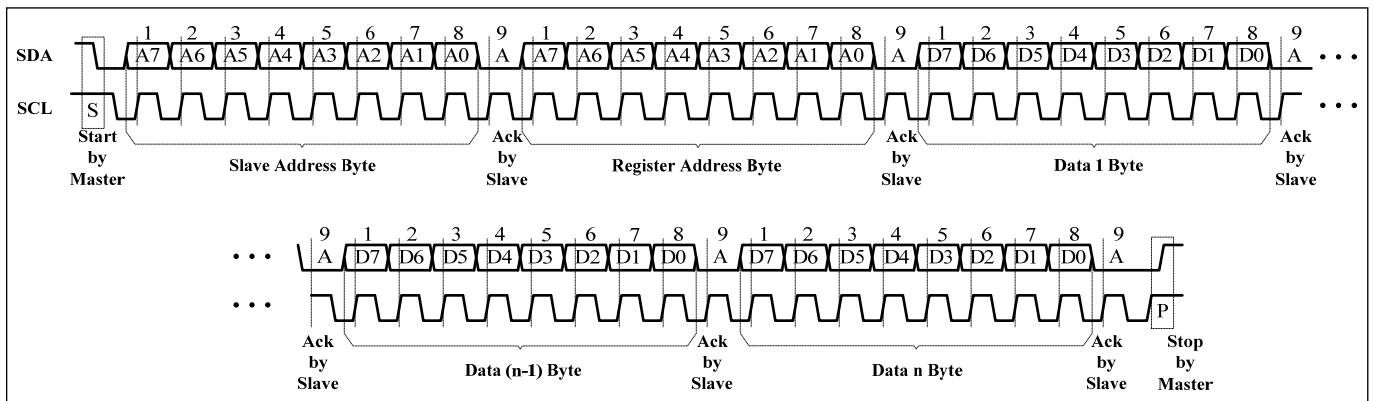 1 2 3 4 5 6 7 8 9 1 2 3 4 5 6 7 8 9 1 2 3 4 5 6 7 8 9
SDA A7 A6 A5 A4 A3 A2 A1 A0 A A7 A6 A5 A4 A3 A2 A1 A0 A D7 D6 D5 D4 D3 D2 D1 D0 A • • •
SCL S • • •
Start by Master
Slave Address Byte
Ack by Slave
Register Address Byte
Ack by Slave
Data 1 Byte
Ack by Slave
9 1 2 3 4 5 6 7 8 9 1 2 3 4 5 6 7 8 9
• • • A D7 D6 D5 D4 D3 D2 D1 D0 A D7 D6 D5 D4 D3 D2 D1 D0 A
• • • P
Ack by Slave
Data (n-1) Byte
Ack by Slave
Data n Byte
Ack by Slave
Stop by Master